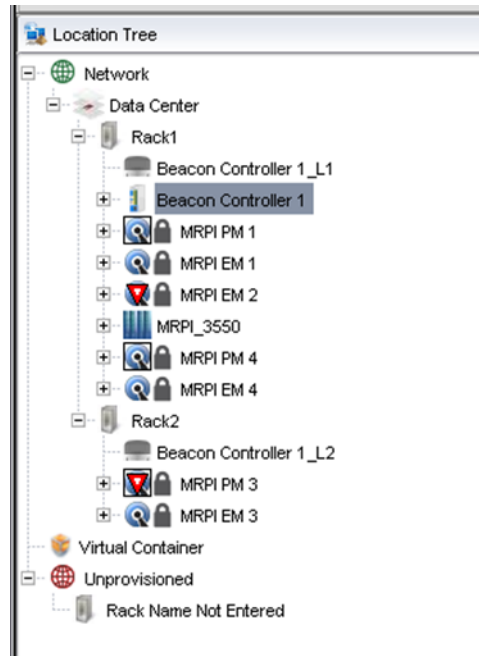 Location Tree
Network
Data Center
Rack1
Beacon Controller 1_L1
Beacon Controller 1
MRPI PM 1
MRPI EM 1
MRPI EM 2
MRPI_3550
MRPI PM 4
MRPI EM 4
Rack2
Beacon Controller 1_L2
MRPI PM 3
MRPI EM 3
Virtual Container
Unprovisioned
Rack Name Not Entered